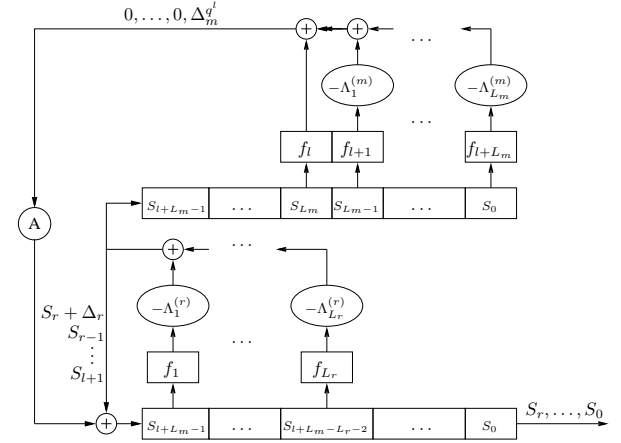 0, . . . , 0, Δ_m^{q^l}
+ +
. . .
−Λ_1^{(m)} −Λ_{L_m}^{(m)}
. . .
f_l f_{l+1} f_{l+L_m}
S_{l+L_m−1} . . . S_{L_m} S_{L_m−1} . . . S_0
A
+ . . .
−Λ_1^{(r)} −Λ_{L_r}^{(r)}
S_r + Δ_r
S_{r−1}
⋮
S_{l+1}
. . .
f_1 f_{L_r}
+ S_{l+L_m−1} . . . S_{l+L_m−L_r−2} . . . S_0
S_r, . . . , S_0